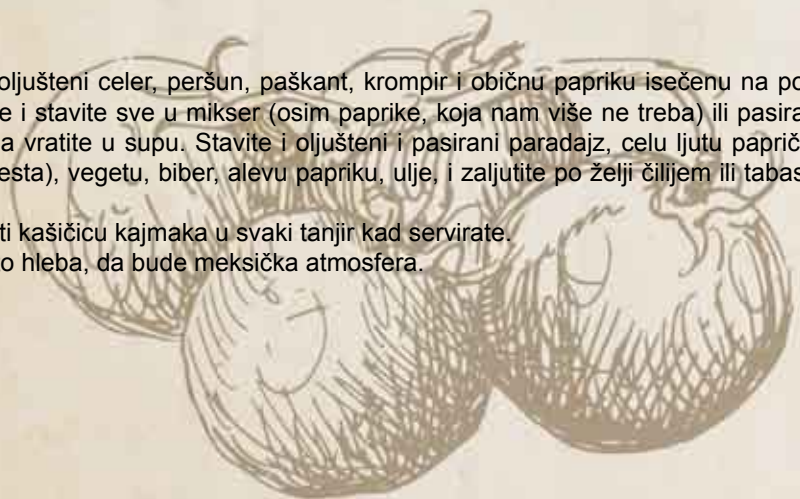 oljušteni celer, peršun, paškant, krompir i običnu papriku isečenu na po
e i stavite sve u mikser (osim paprike, koja nam više ne treba) ili pasira
a vratite u supu. Stavite i oljušteni i pasirani paradajz, celu ljutu paprič
esta), vegetu, biber, alevu papriku, ulje, i zaljutite po želji čilijem ili tabas
ti kašičicu kajmaka u svaki tanjir kad servirate.
to hleba, da bude meksička atmosfera.